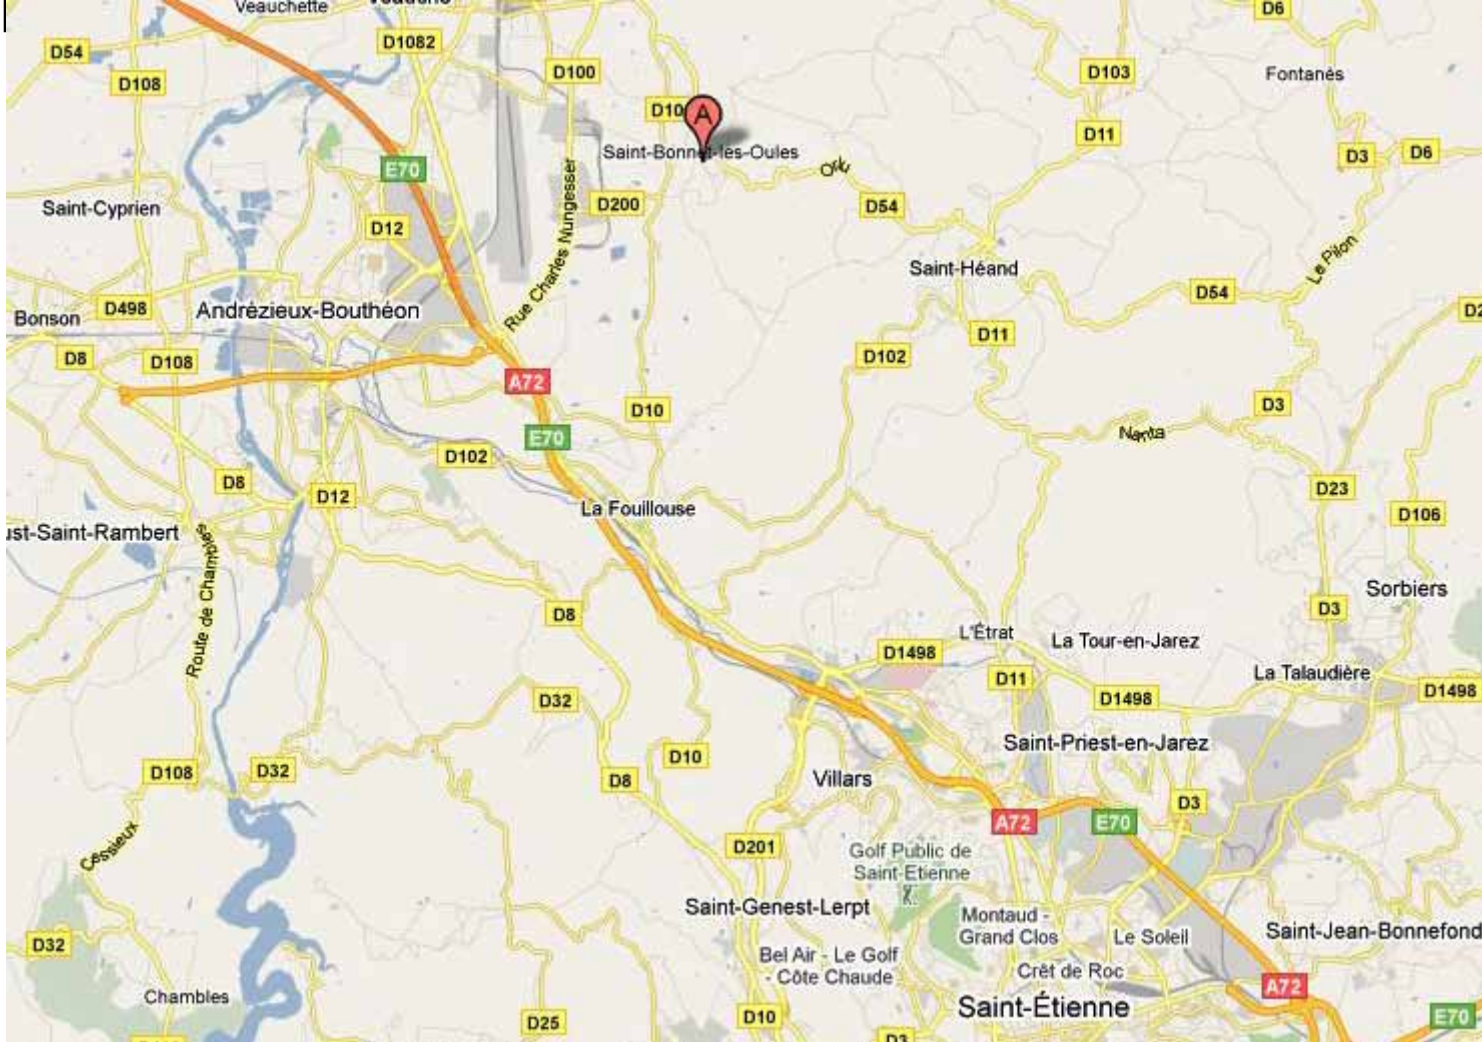 Veauchette
D6
D1082
D54
D100
D103
Fontanès
D108
A
D11
Saint-Bonnet-les-Oules
D3
D6
E70
D200
D54
Saint-Cyprien
D12
Rue Charles Nungesser
Saint-Héand
Le Pilon
D54
D498
Andrézieux-Bouthéon
Bonson
D11
D8
D108
D102
A72
D10
D3
E70
Nanta
D102
D8
D12
D23
La Fouillouse
D106
ust-Saint-Rambert
Route de Chambles
Sorbiers
D8
D3
L'Étrat
La Tour-en-Jarez
D1498
La Talaudière
D11
D1498
D1498
D32
Saint-Priest-en-Jarez
D10
D108
D32
D8
Villars
D3
A72
E70
Cessieux
D201
Golf Public de
Saint-Etienne
Saint-Genest-Lerpt
Montaud -
Grand Clos
Le Soleil
Saint-Jean-Bonnefond
D32
Bel Air - Le Golf
- Côte Chaude
Crêt de Roc
A72
Chambles
Saint-Étienne
D25
D10
E70
D3